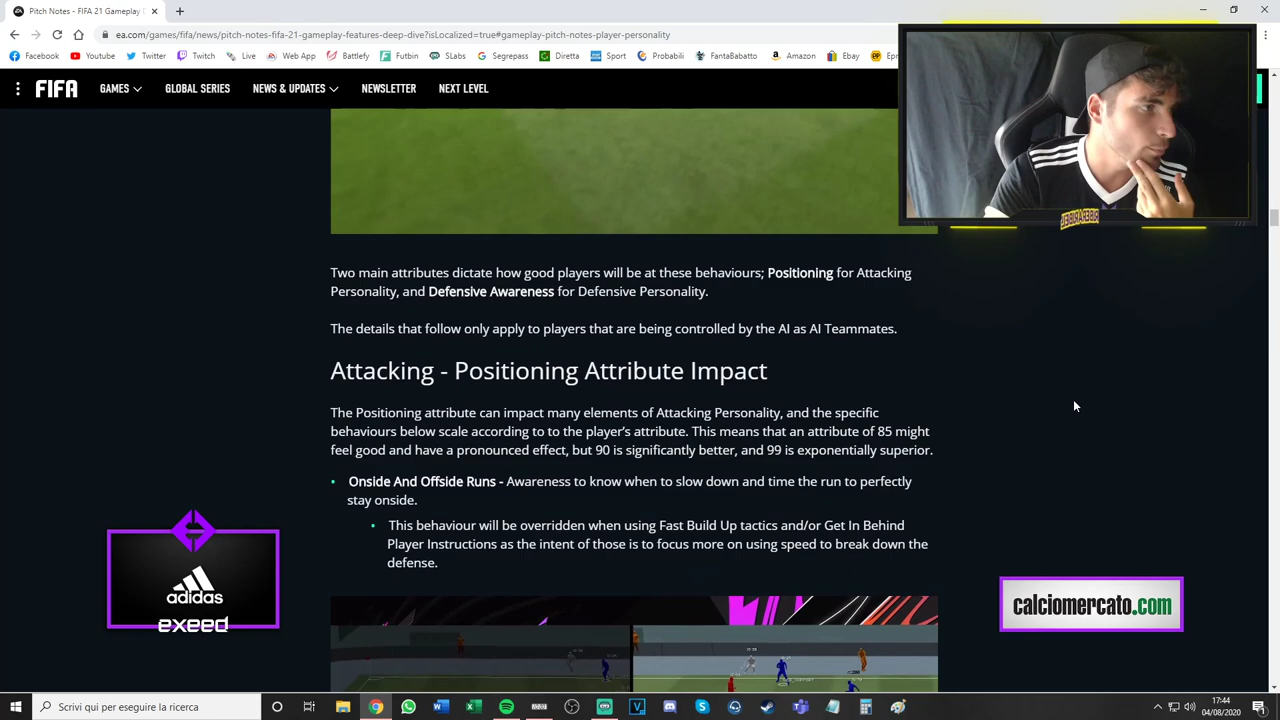 Pitch Notes - FIFA 21 Gameplay
ea.com/games/fifa/news/pitch-notes-fifa-21-gameplay-features-deep-dive?isLocalized=true#gameplay-pitch-notes-player-personality
Facebook Youtube Twitter Twitch Live Web App Battlefy Futbin SLabs Segrepass Diretta Sport Probabili FantaBabatto Amazon Ebay
FIFA GAMES GLOBAL SERIES NEWS & UPDATES NEWSLETTER NEXT LEVEL
Two main attributes dictate how good players will be at these behaviours; Positioning for Attacking
Personality, and Defensive Awareness for Defensive Personality.
The details that follow only apply to players that are being controlled by the AI as AI Teammates.
Attacking - Positioning Attribute Impact
The Positioning attribute can impact many elements of Attacking Personality, and the specific
behaviours below scale according to to the player's attribute. This means that an attribute of 85 might
feel good and have a pronounced effect, but 90 is significantly better, and 99 is exponentially superior.
• Onside And Offside Runs - Awareness to know when to slow down and time the run to perfectly
stay onside.
• This behaviour will be overridden when using Fast Build Up tactics and/or Get In Behind
Player Instructions as the intent of those is to focus more on using speed to break down the
defense.
adidas
exeed
calciomercato.com
Scrivi qui per eseguire la ricerca
17:44
04/08/2020